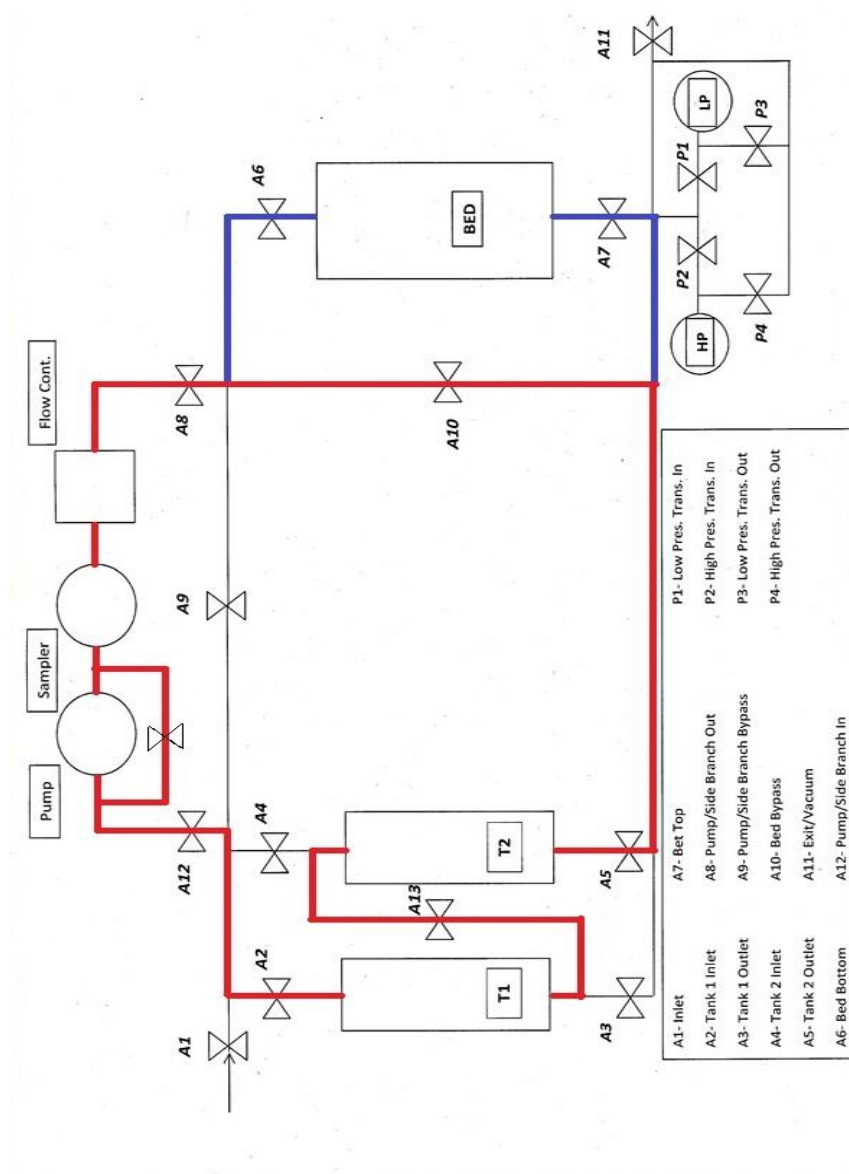 Pump
Sampler
Flow Cont.
A12
A8
A1
A2
A4
A9
A6
A13
A10
T1
T2
BED
A3
A5
A7
A11
P2
P1
HP
LP
P4
P3
A1- Inlet
A2- Tank 1 Inlet
A3- Tank 1 Outlet
A4- Tank 2 Inlet
A5- Tank 2 Outlet
A6- Bed Bottom
A7- Bet Top
A8- Pump/Side Branch Out
A9- Pump/Side Branch Bypass
A10- Bed Bypass
A11- Exit/Vacuum
A12- Pump/Side Branch In
P1- Low Pres. Trans. In
P2- High Pres. Trans. In
P3- Low Pres. Trans. Out
P4- High Pres. Trans. Out